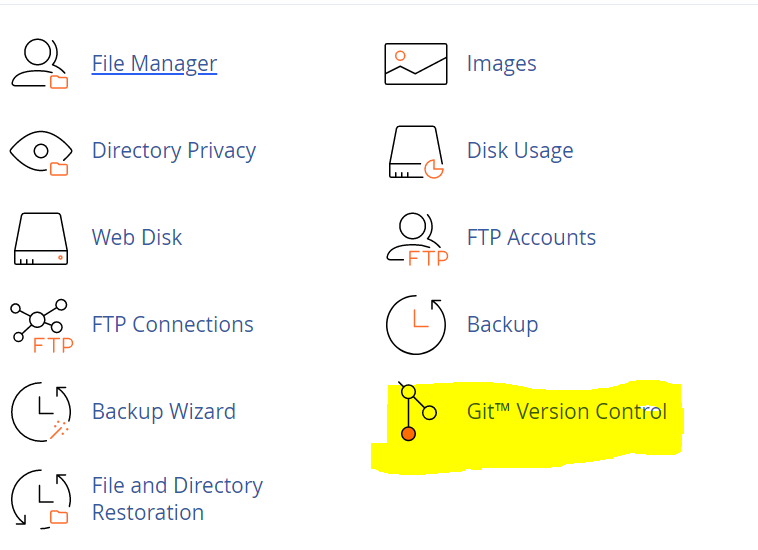 File Manager
Images
Directory Privacy
Disk Usage
Web Disk
FTP Accounts
FTP
FTP Connections
FTP
Backup
Backup Wizard
Git™ Version Control
File and Directory
Restoration